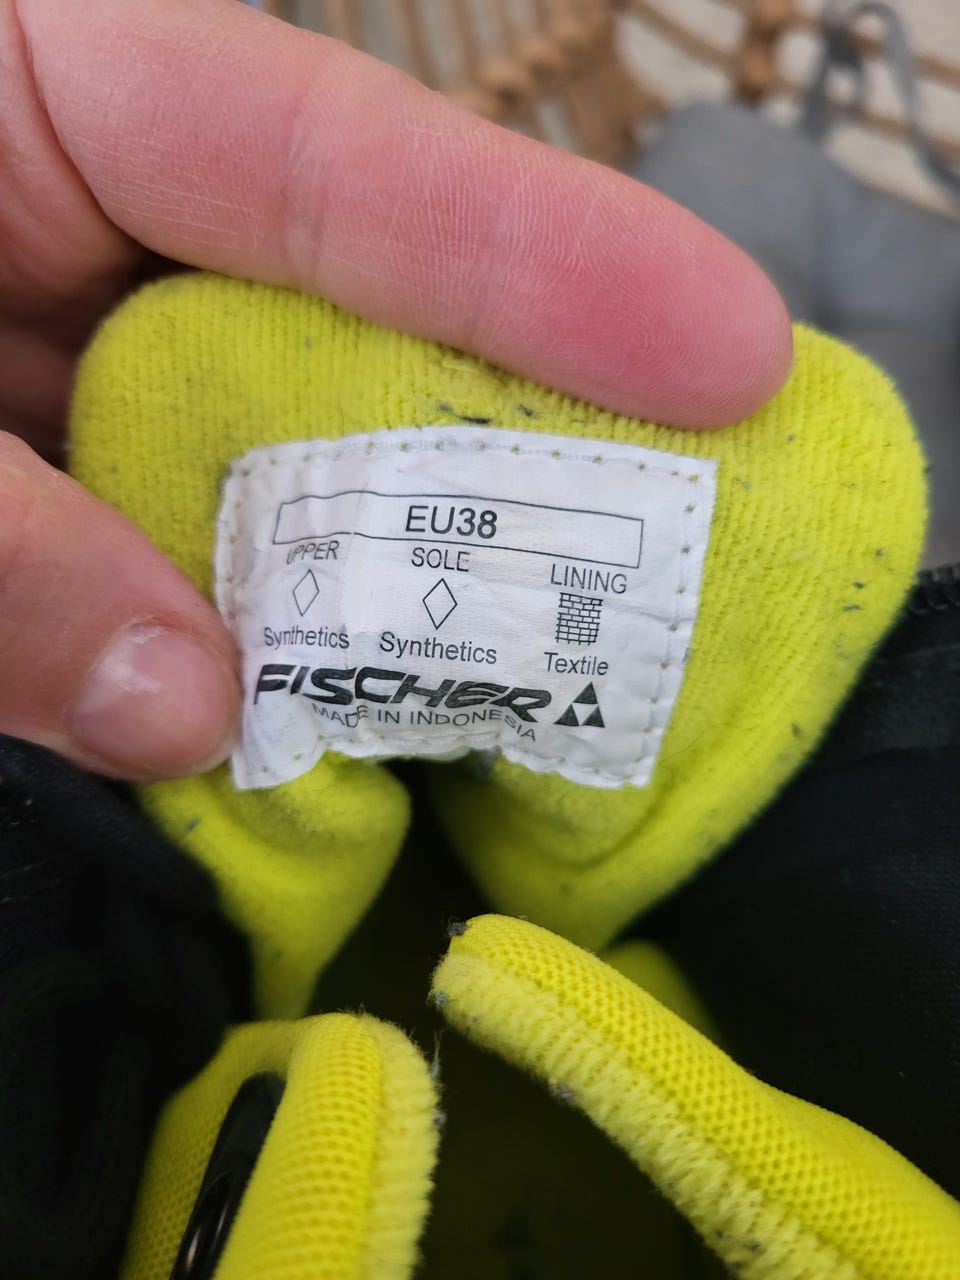 EU38
UPPER SOLE LINING
Synthetics Synthetics Textile
FISCHER
MADE IN INDONESIA